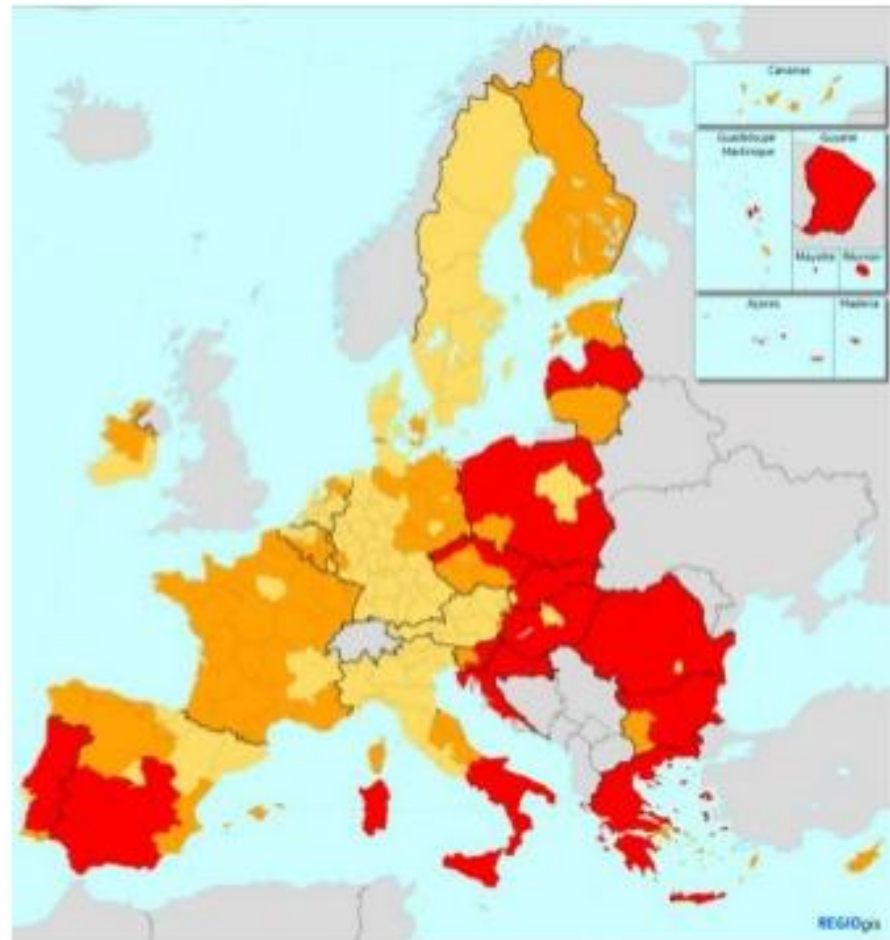 Canarias
Guadeloupe
Martinique
Guyane
Mayotte
Réunion
Açores
Madeira
REGIOgis